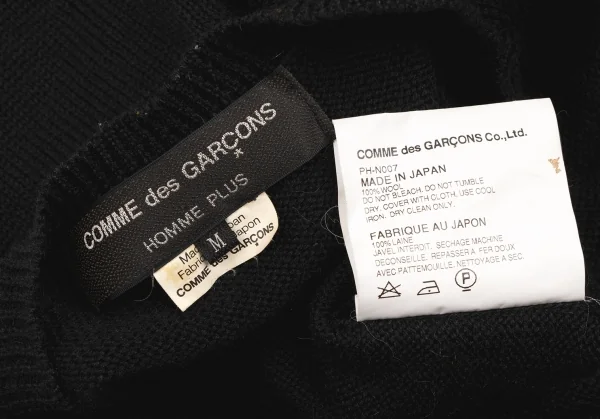 COMME des GARÇONS
HOMME PLUS
M
Made in Japan
Fabriqué au Japon
COMME des GARÇONS
COMME des GARÇONS Co.,Ltd.
PH-N007
MADE IN JAPAN
100% WOOL
DO NOT BLEACH. DO NOT TUMBLE
DRY. COVER WITH CLOTH, USE COOL
IRON. DRY CLEAN ONLY.
FABRIQUE AU JAPON
100% LAINE
JAVEL INTERDIT. SECHAGE MACHINE
DECONSEILLE. REPASSER A FER DOUX
AVEC PATTEMOUILLE. NETTOYAGE A SEC.
P